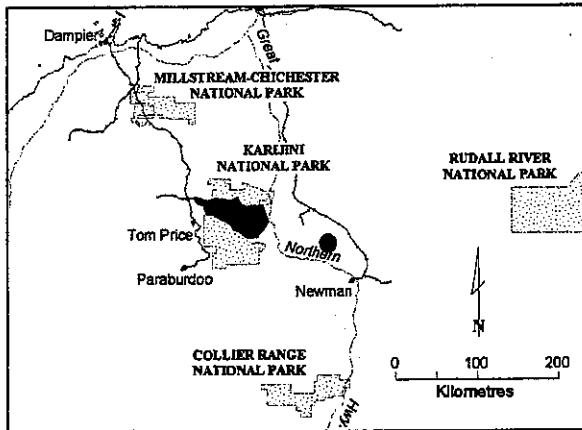 Dampier
Great
MILLSTREAM-CHICHESTER
NATIONAL PARK
KARIJINI
NATIONAL PARK
RUDALL RIVER
NATIONAL PARK
Tom Price
Northern
Paraburdoo
Newman
N
COLLIER RANGE
NATIONAL PARK
0 100 200
Kilometres
Hwy